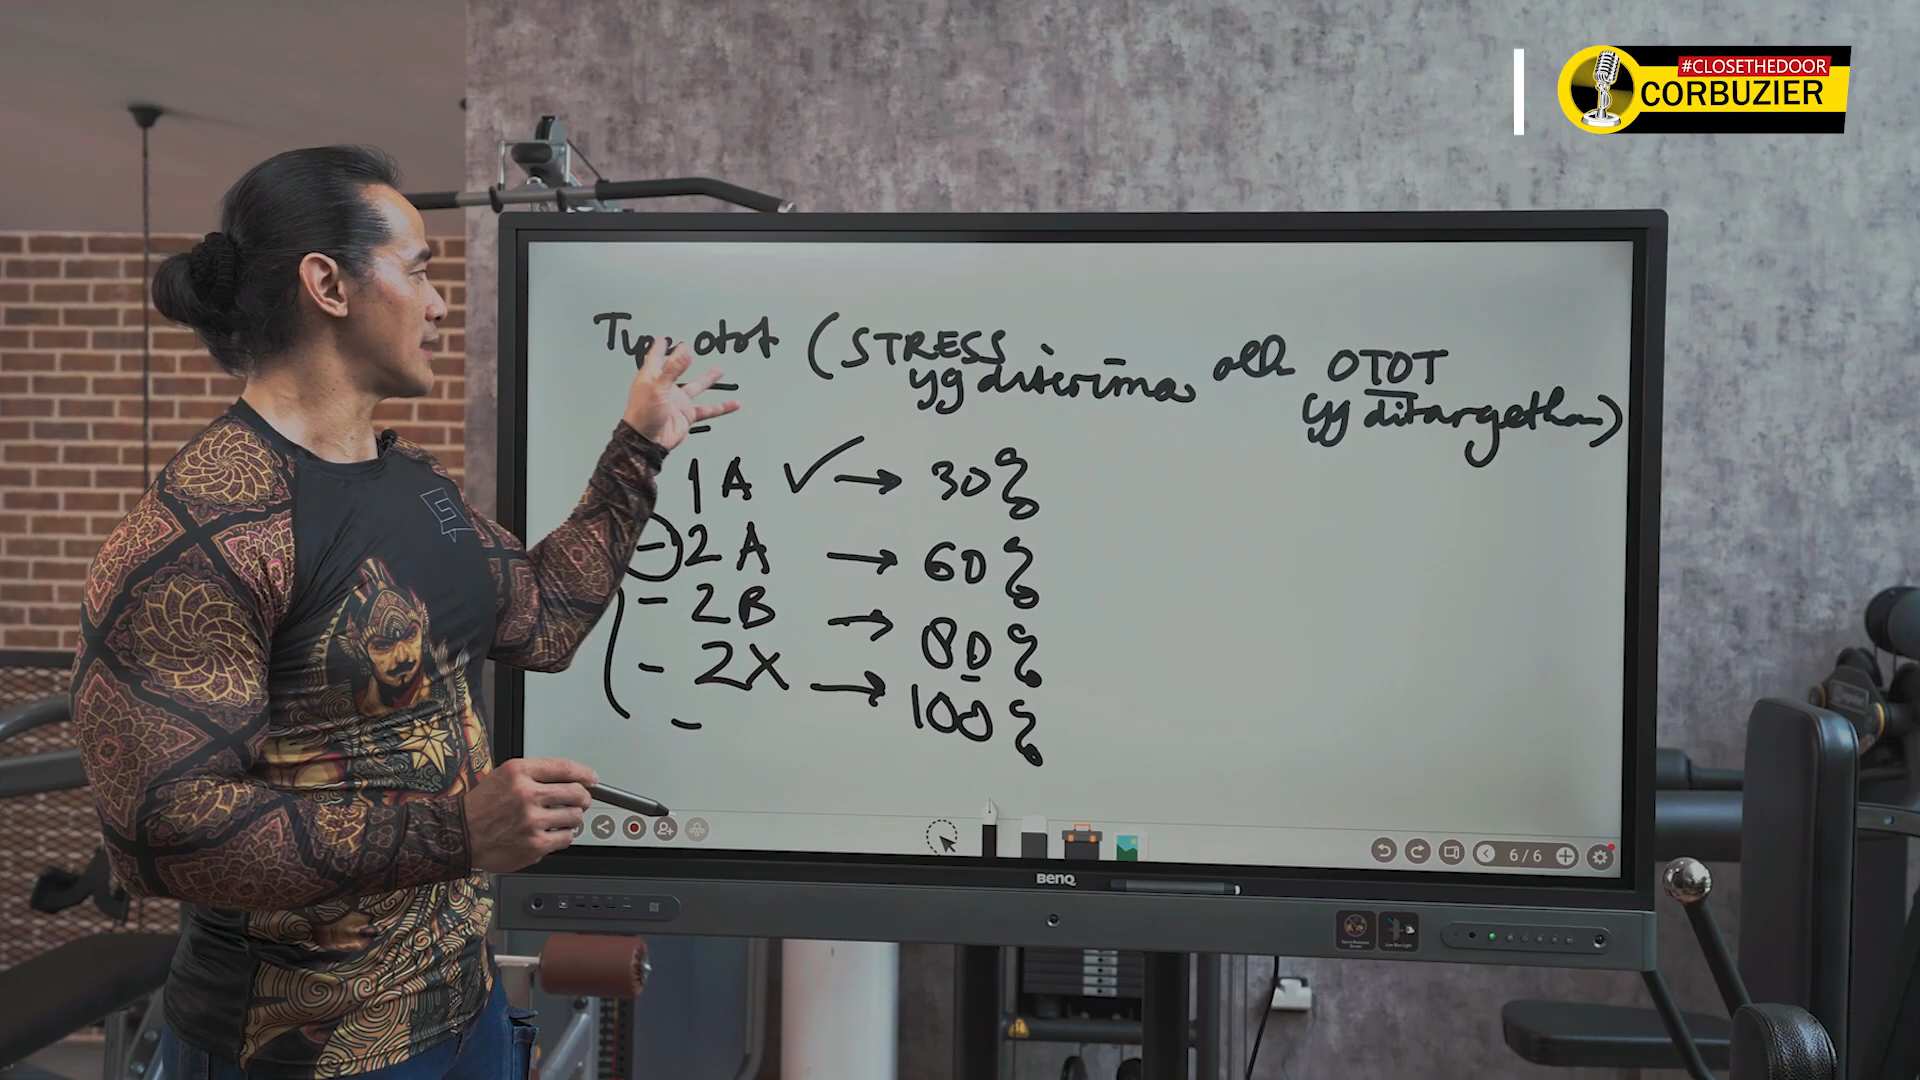 #CLOSETHEDOOR
CORBUZIER
Tipe otot (STRESS yg diterima oleh OTOT
(yg ditargetkan)
1A ✓ → 30%
- 2A → 60%
- 2B → 80%
- 2X → 100%
-
6/6
BenQ